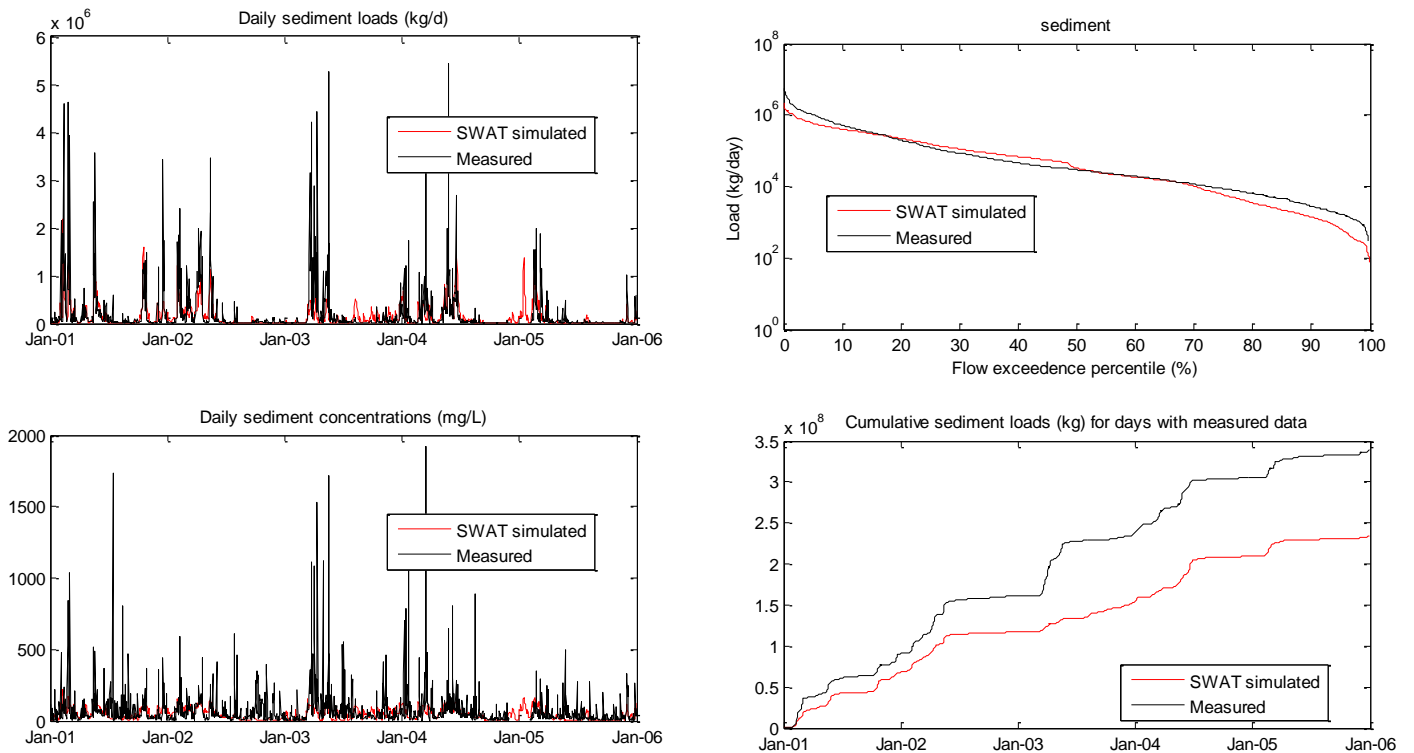 Daily sediment loads (kg/d)
x 10^6
6
5
4
3
2
1
0
Jan-01 Jan-02 Jan-03 Jan-04 Jan-05 Jan-06
SWAT simulated
Measured
sediment
Load (kg/day)
10^8
10^6
10^4
10^2
10^0
0 10 20 30 40 50 60 70 80 90 100
Flow exceedence percentile (%)
SWAT simulated
Measured
Daily sediment concentrations (mg/L)
2000
1500
1000
500
0
Jan-01 Jan-02 Jan-03 Jan-04 Jan-05 Jan-06
SWAT simulated
Measured
Cumulative sediment loads (kg) for days with measured data
x 10^8
3.5
3
2.5
2
1.5
1
0.5
0
Jan-01 Jan-02 Jan-03 Jan-04 Jan-05 Jan-06
SWAT simulated
Measured